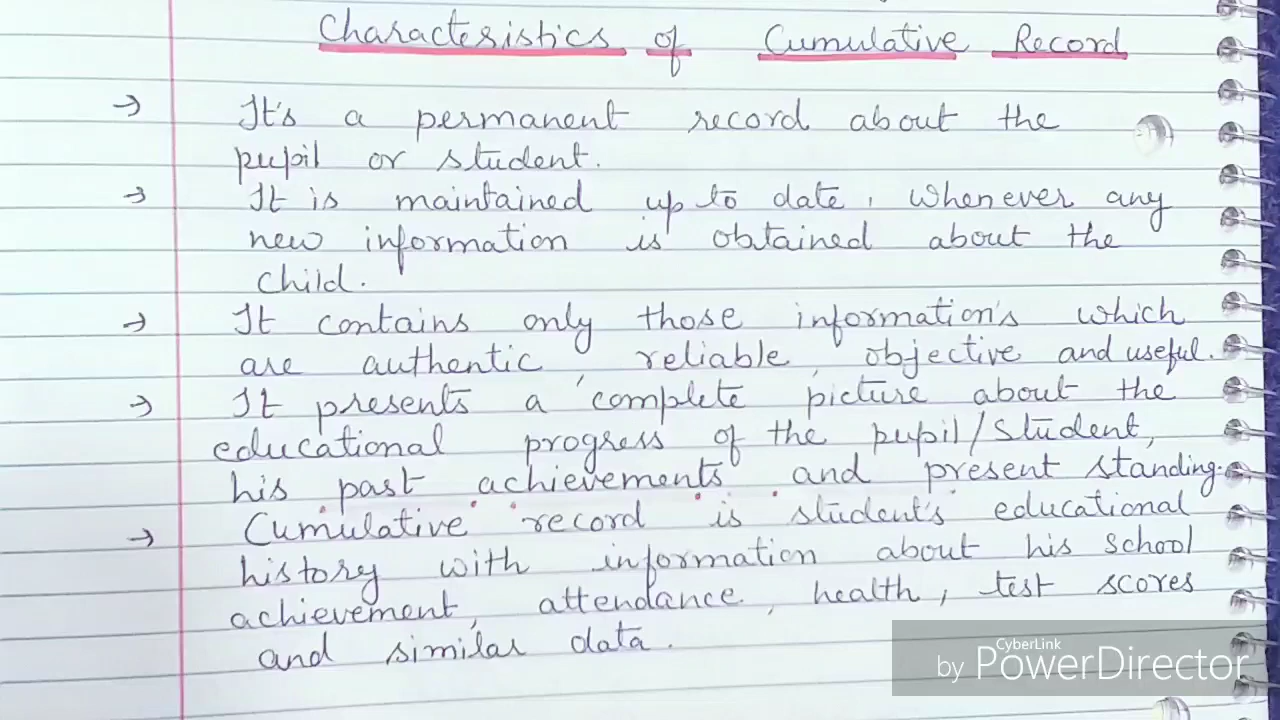 Characteristics of Cumulative Record
→ It's a permanent record about the
pupil or student.
→ It is maintained up to date, whenever any
new information is obtained about the
child.
→ It contains only those information's which
are authentic, reliable, objective and useful.
→ It presents a complete picture about the
educational progress of the pupil/student,
his past achievements and present standing.
→ Cumulative record is student's educational
history with information about his school
achievement, attendance, health, test scores
and similar data.
CyberLink
by PowerDirector